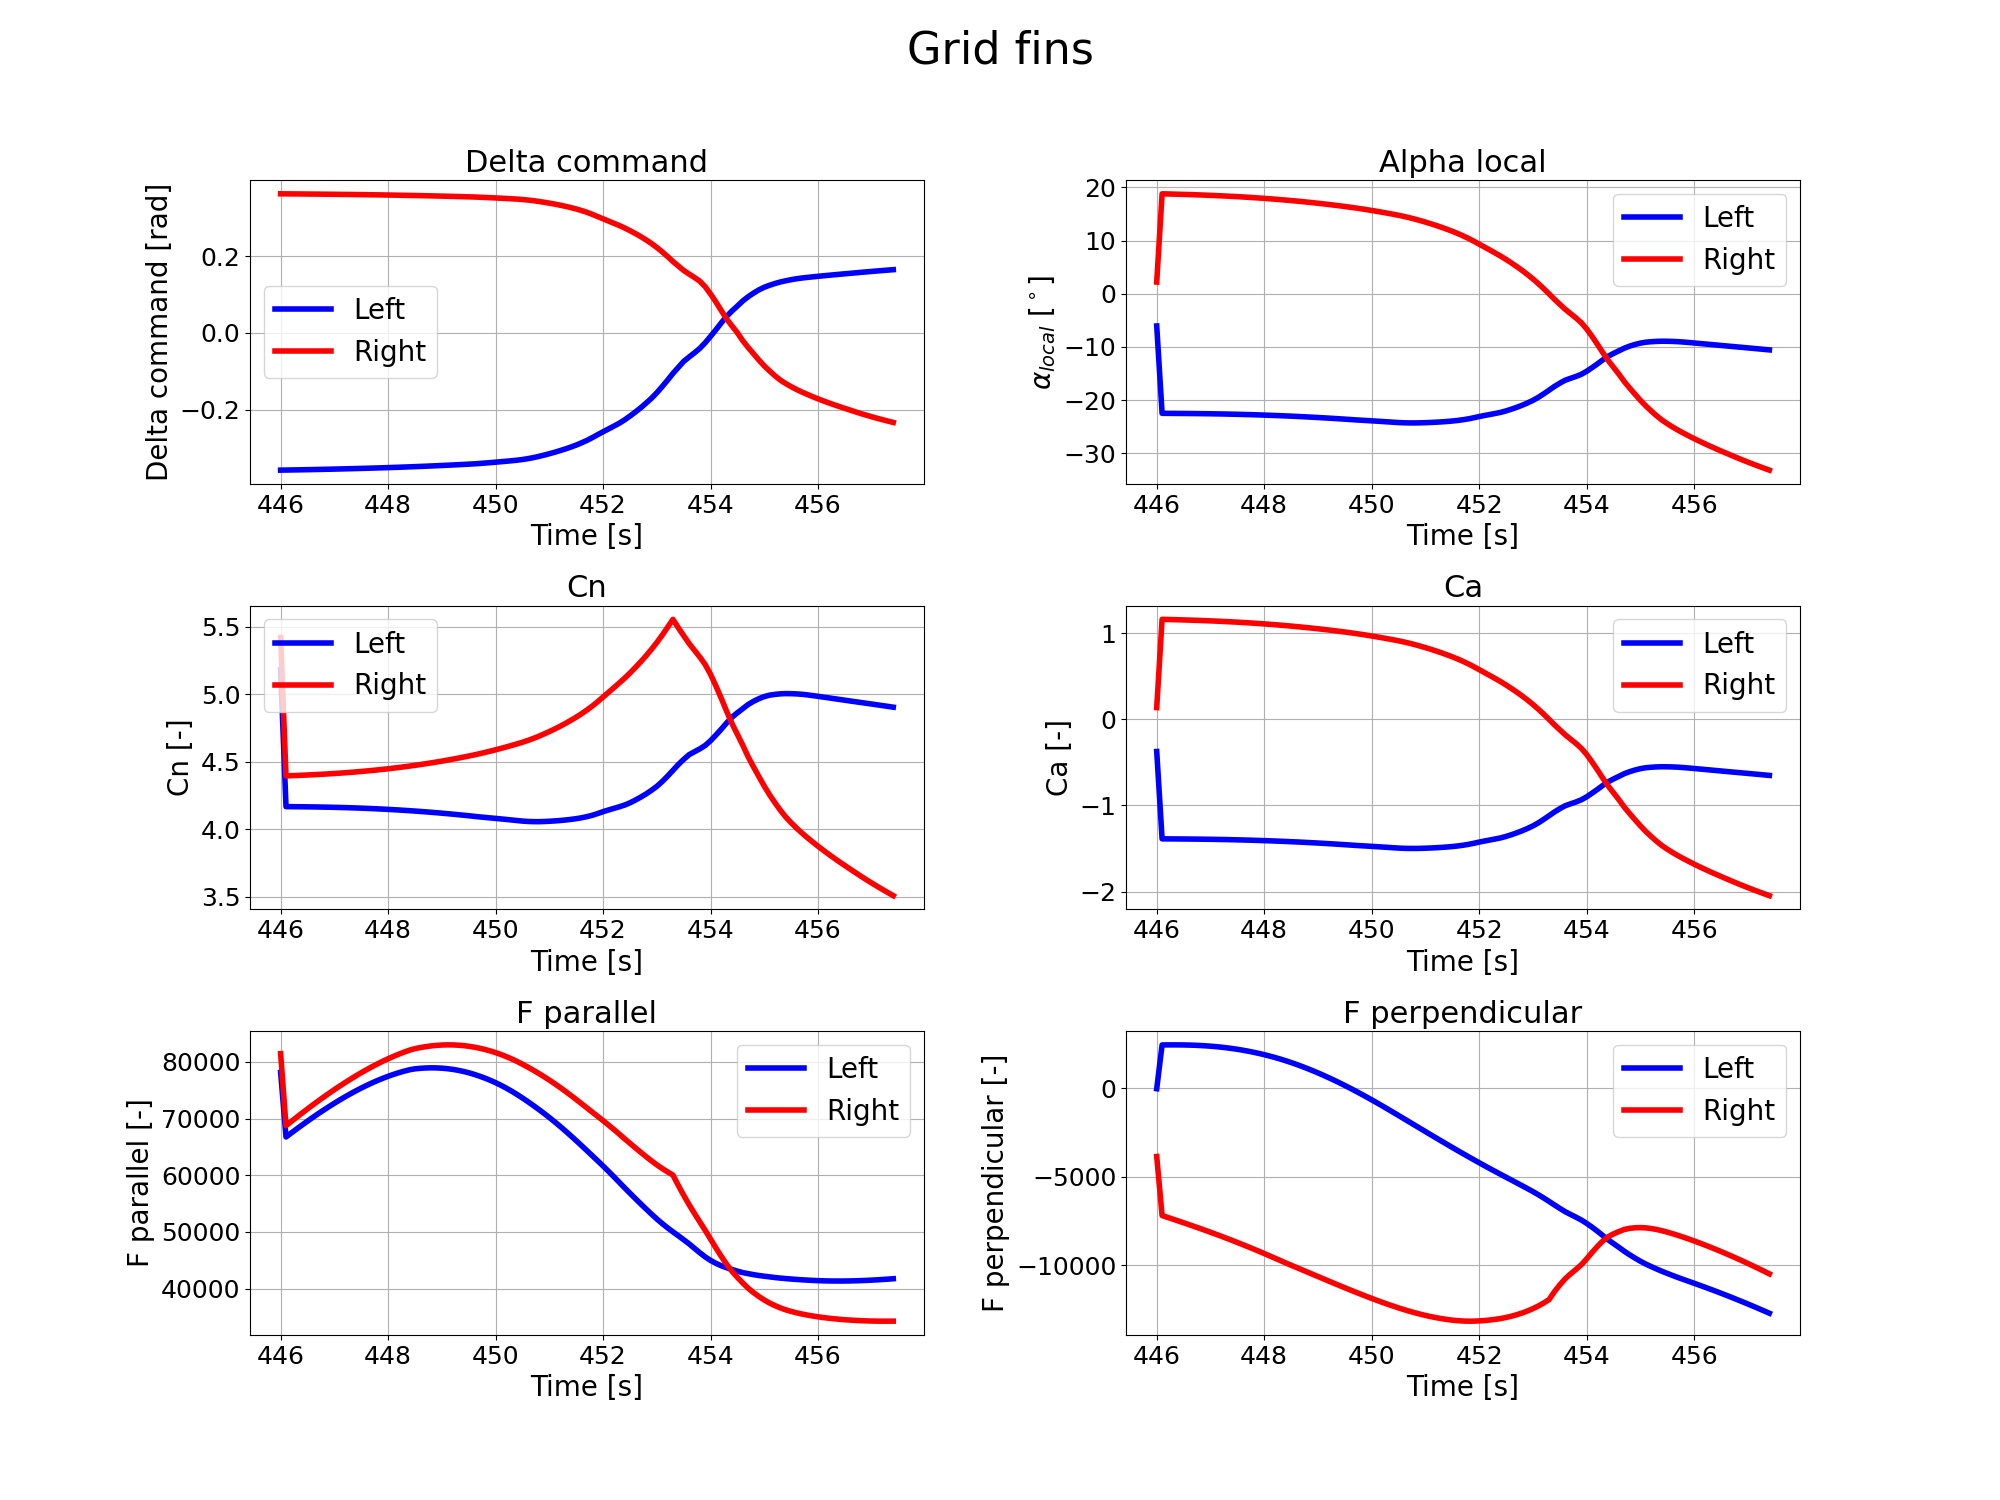 Grid fins
Delta command
Delta command [rad]
0.2
0.0
−0.2
Left
Right
446 448 450 452 454 456
Time [s]
Alpha local
α_local [°]
20
10
0
−10
−20
−30
Left
Right
446 448 450 452 454 456
Time [s]
Cn
Cn [-]
5.5
5.0
4.5
4.0
3.5
Left
Right
446 448 450 452 454 456
Time [s]
Ca
Ca [-]
1
0
−1
−2
Left
Right
446 448 450 452 454 456
Time [s]
F parallel
F parallel [-]
80000
70000
60000
50000
40000
Left
Right
446 448 450 452 454 456
Time [s]
F perpendicular
F perpendicular [-]
0
−5000
−10000
Left
Right
446 448 450 452 454 456
Time [s]